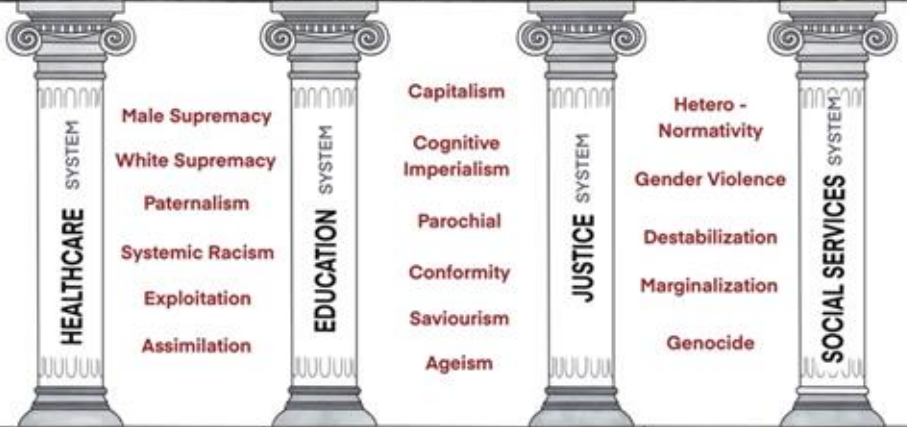 HEALTHCARE SYSTEM
Male Supremacy
White Supremacy
Paternalism
Systemic Racism
Exploitation
Assimilation
EDUCATION SYSTEM
Capitalism
Cognitive
Imperialism
Parochial
Conformity
Saviourism
Ageism
JUSTICE SYSTEM
Hetero -
Normativity
Gender Violence
Destabilization
Marginalization
Genocide
SOCIAL SERVICES SYSTEM